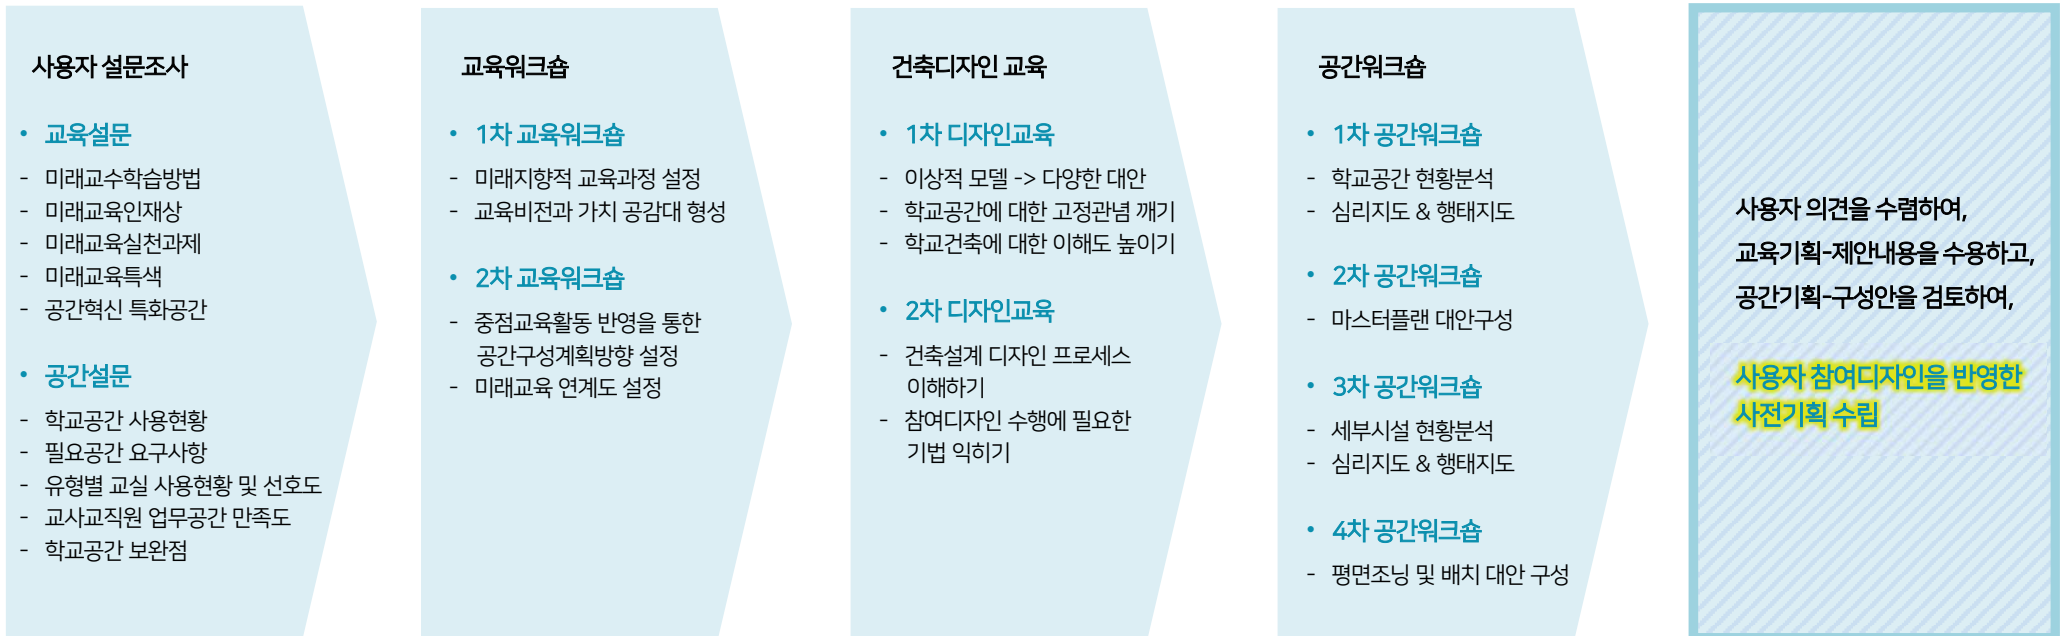 사용자 설문조사
• 교육설문
- 미래교수학습방법
- 미래교육인재상
- 미래교육실천과제
- 미래교육특색
- 공간혁신 특화공간
• 공간설문
- 학교공간 사용현황
- 필요공간 요구사항
- 유형별 교실 사용현황 및 선호도
- 교사교직원 업무공간 만족도
- 학교공간 보완점
교육워크숍
• 1차 교육워크숍
- 미래지향적 교육과정 설정
- 교육비전과 가치 공감대 형성
• 2차 교육워크숍
- 중점교육활동 반영을 통한
공간구성계획방향 설정
- 미래교육 연계도 설정
건축디자인 교육
• 1차 디자인교육
- 이상적 모델 -> 다양한 대안
- 학교공간에 대한 고정관념 깨기
- 학교건축에 대한 이해도 높이기
• 2차 디자인교육
- 건축설계 디자인 프로세스
이해하기
- 참여디자인 수행에 필요한
기법 익히기
공간워크숍
• 1차 공간워크숍
- 학교공간 현황분석
- 심리지도 & 행태지도
• 2차 공간워크숍
- 마스터플랜 대안구성
• 3차 공간워크숍
- 세부시설 현황분석
- 심리지도 & 행태지도
• 4차 공간워크숍
- 평면조닝 및 배치 대안 구성
사용자 의견을 수렴하여,
교육기획-제안내용을 수용하고,
공간기획-구성안을 검토하여,
사용자 참여디자인을 반영한
사전기획 수립